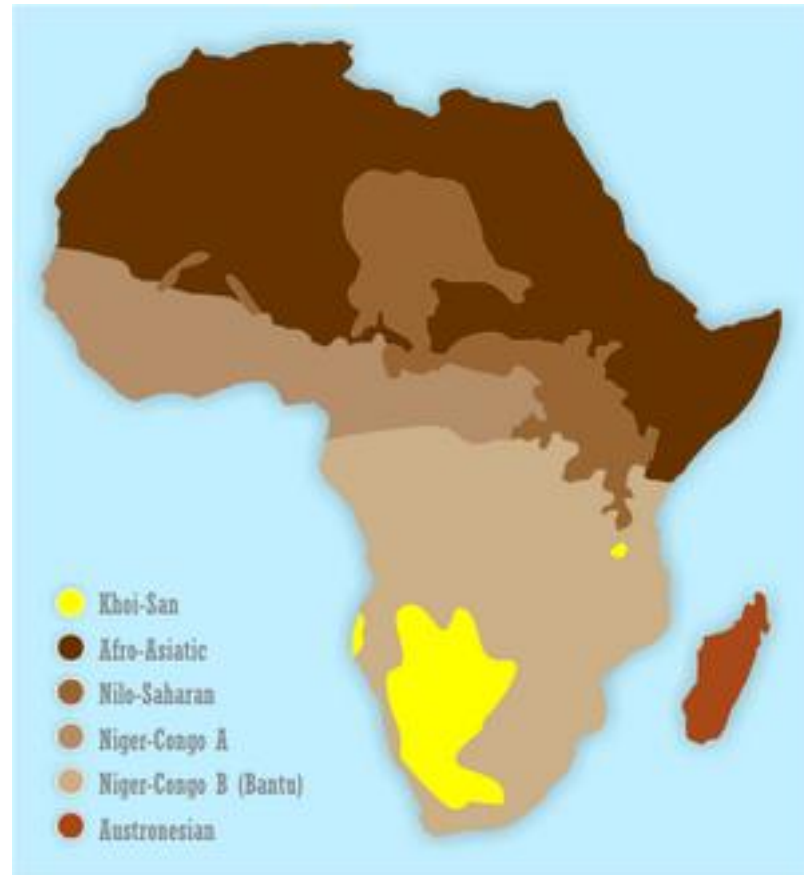 Khoi-San
Afro-Asiatic
Nilo-Saharan
Niger-Congo A
Niger-Congo B (Bantu)
Austronesian